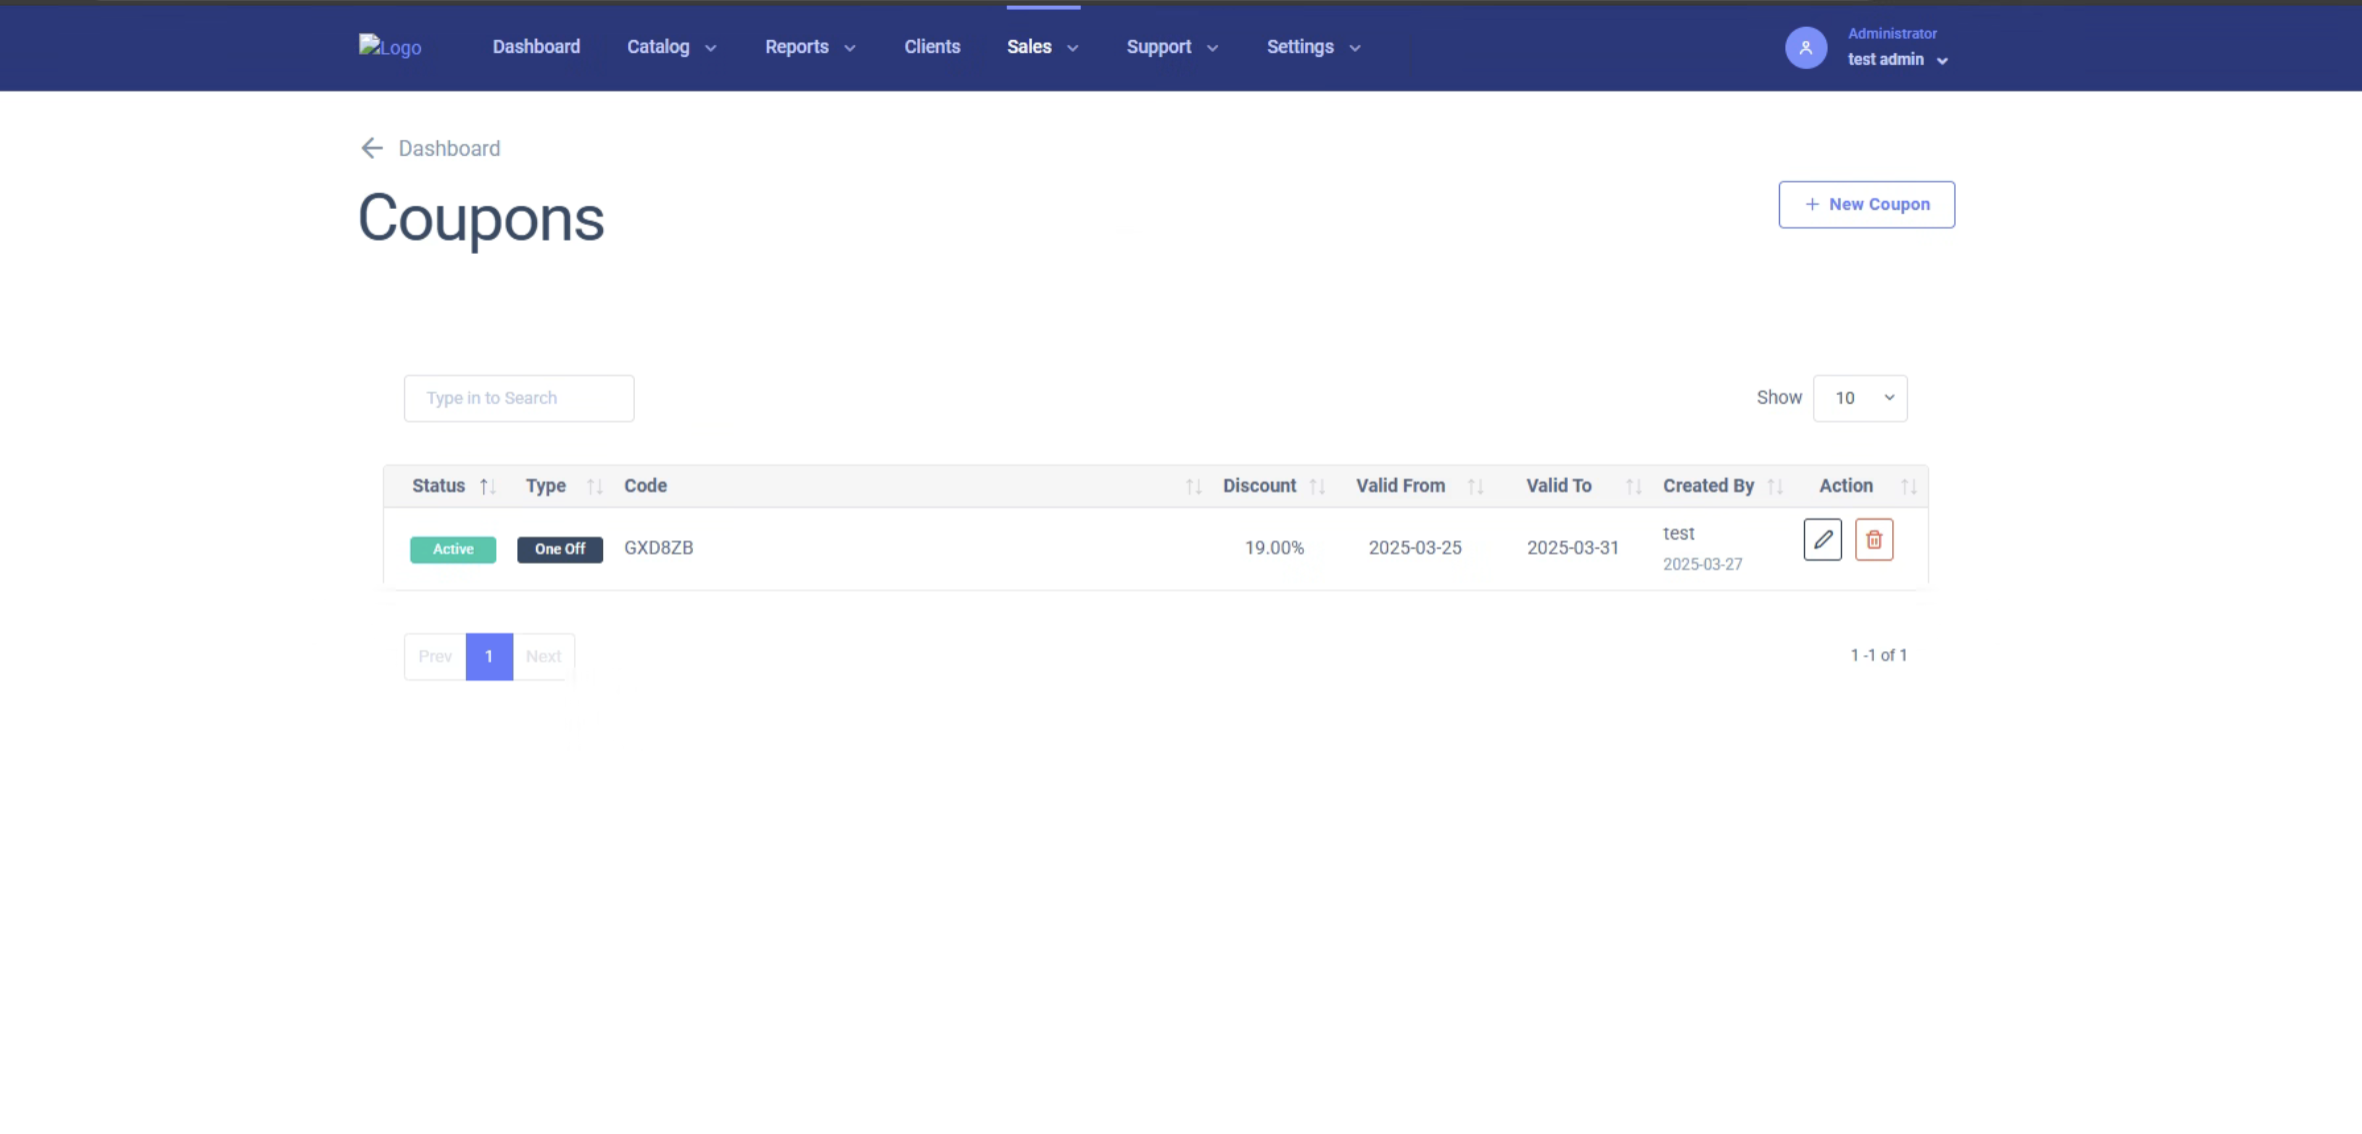 Logo Dashboard Catalog Reports Clients Sales Support Settings Administrator
test admin
Dashboard
Coupons
+ New Coupon
Type in to Search
Show 10
Status Type Code Discount Valid From Valid To Created By Action
Active One Off GXD8ZB 19.00% 2025-03-25 2025-03-31 test
2025-03-27
Prev 1 Next
1 -1 of 1